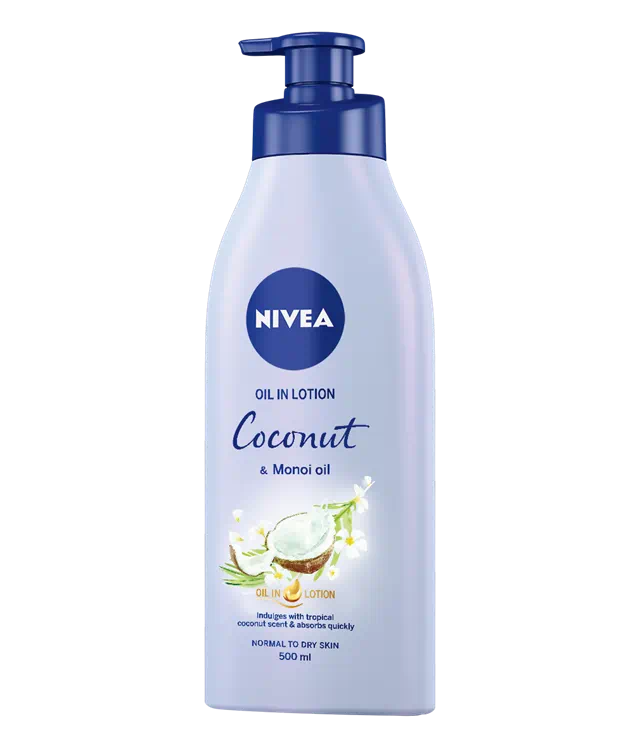 NIVEA
OIL IN LOTION
Coconut
& Monoi oil
OIL IN LOTION
Indulges with tropical
coconut scent & absorbs quickly
NORMAL TO DRY SKIN
500 ml